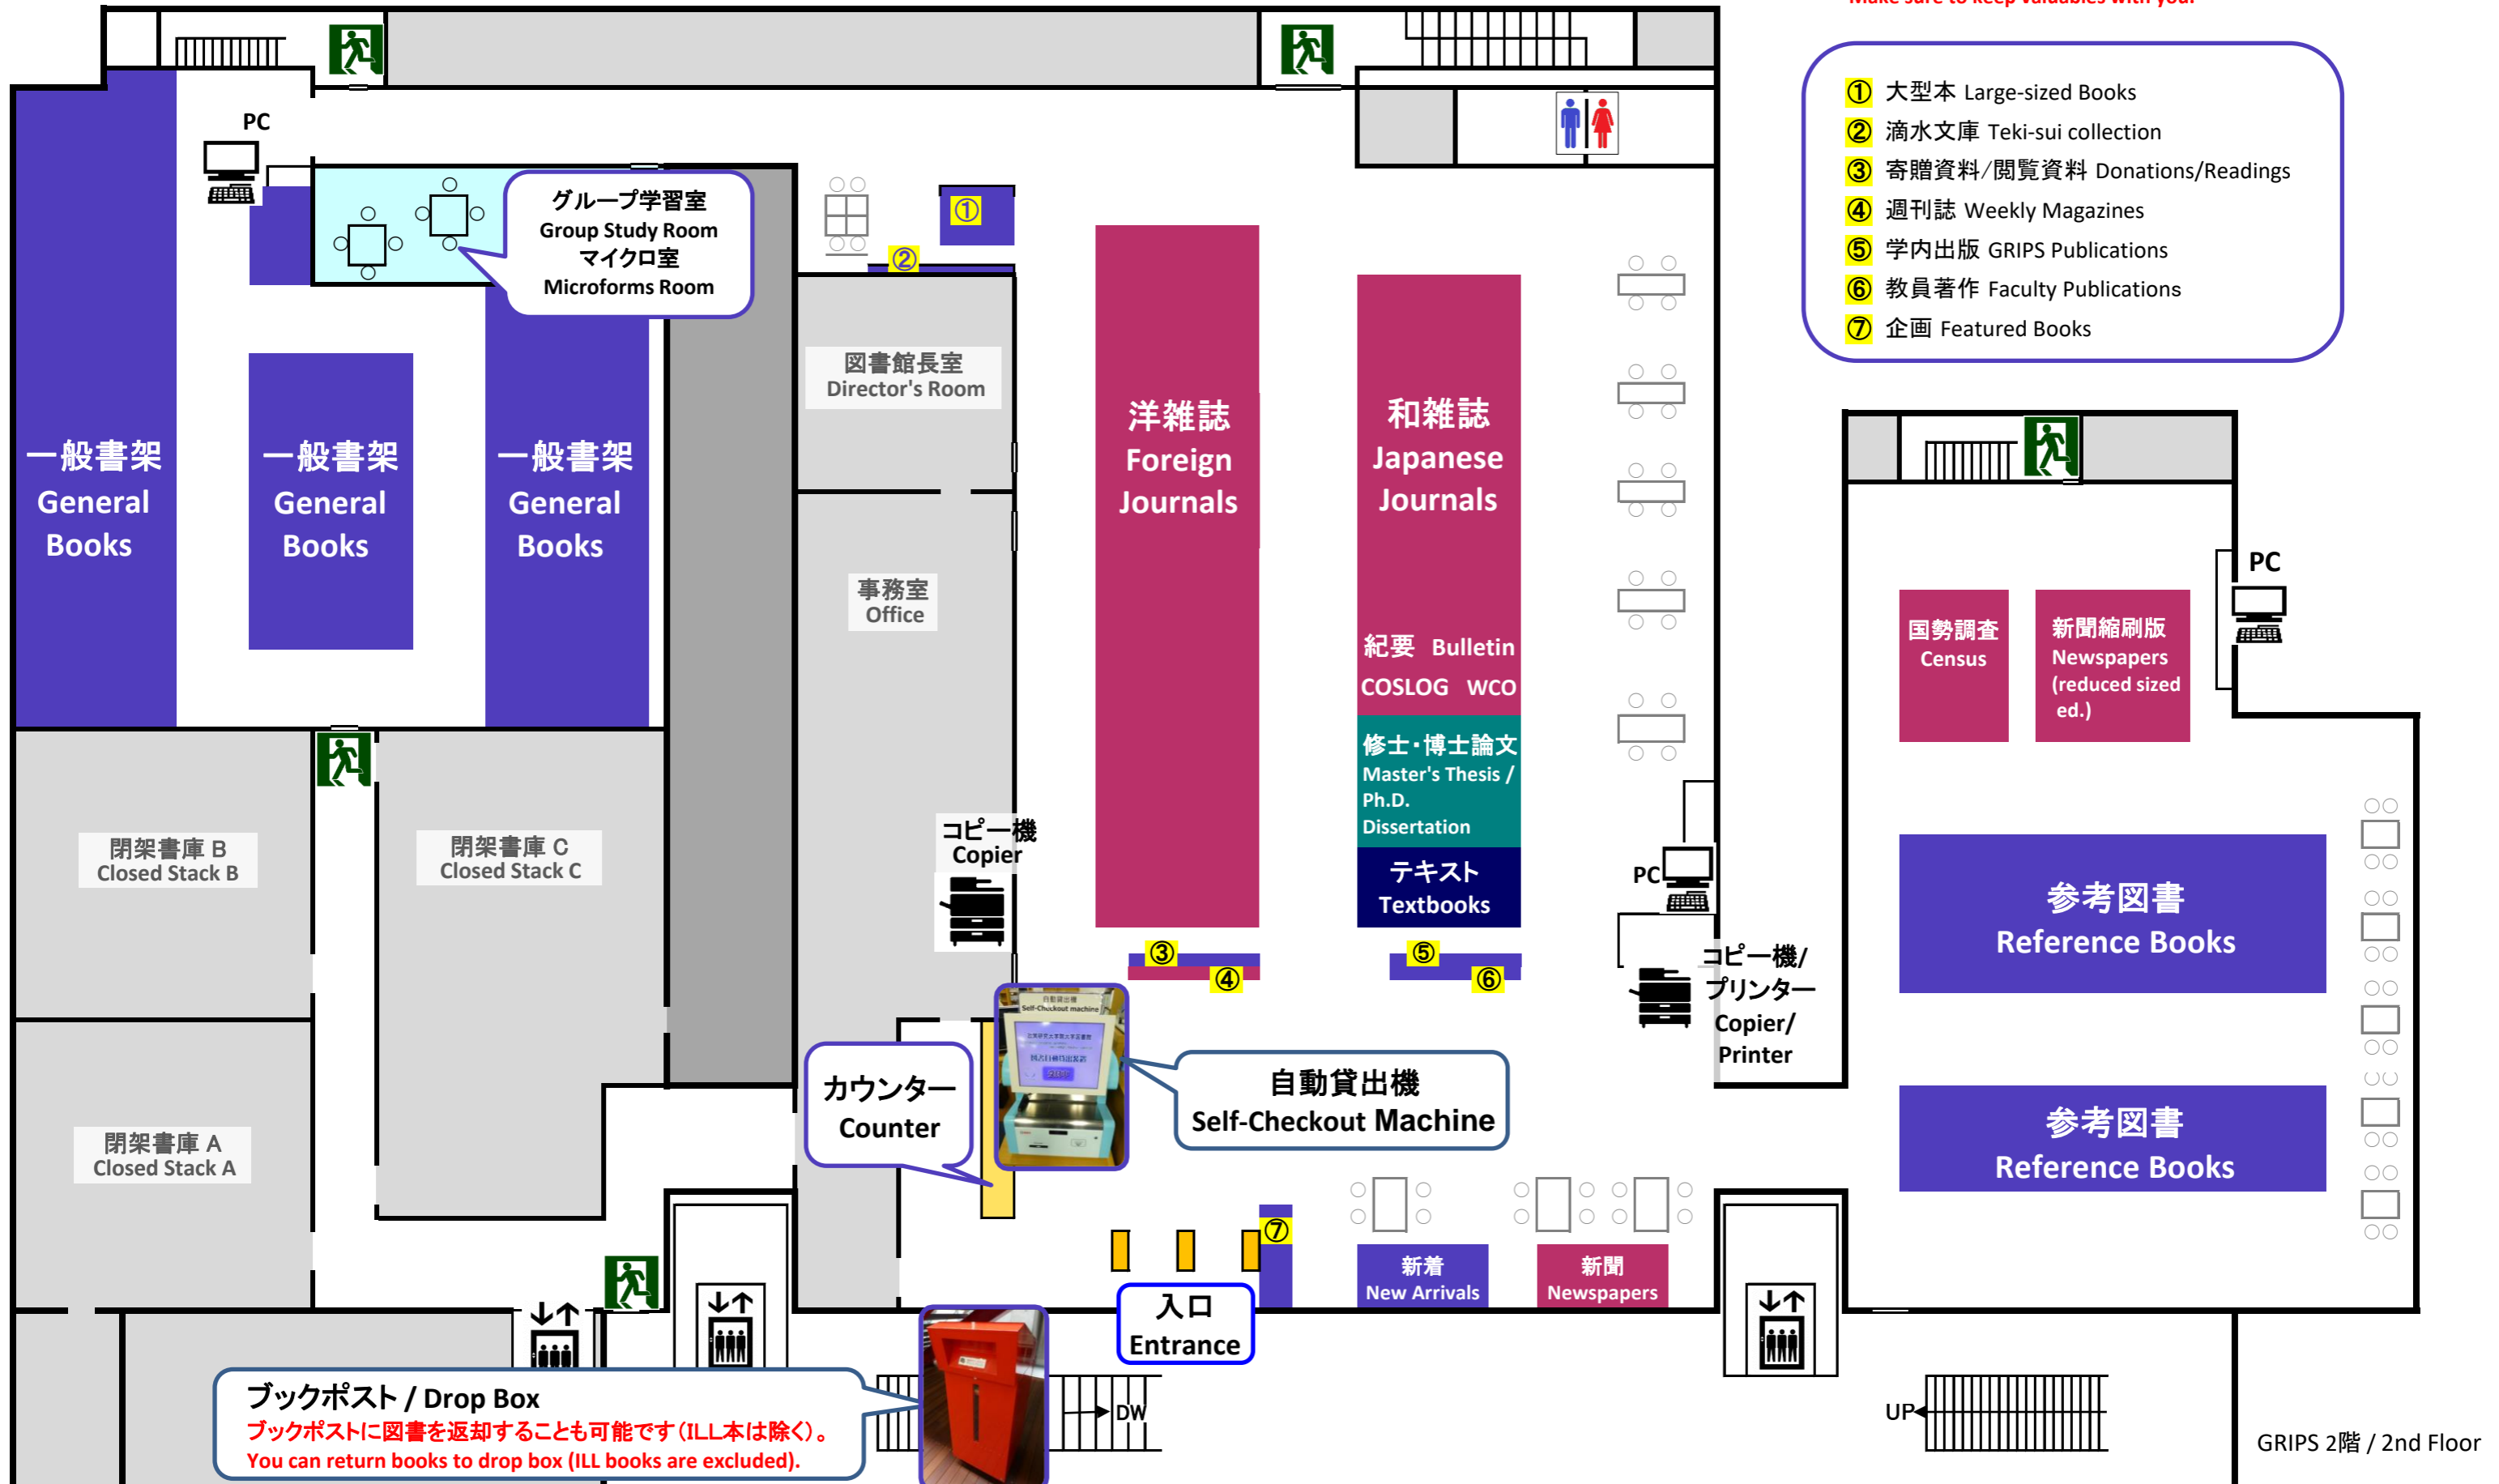 Make sure to keep valuables with you.
① 大型本 Large-sized Books
② 滴水文庫 Teki-sui collection
③ 寄贈資料/閲覧資料 Donations/Readings
④ 週刊誌 Weekly Magazines
⑤ 学内出版 GRIPS Publications
⑥ 教員著作 Faculty Publications
⑦ 企画 Featured Books
PC
グループ学習室
Group Study Room
マイクロ室
Microforms Room
①
②
図書館長室
Director's Room
一般書架
General
Books
一般書架
General
Books
一般書架
General
Books
洋雑誌
Foreign
Journals
和雑誌
Japanese
Journals
事務室
Office
紀要 Bulletin
COSLOG WCO
修士・博士論文
Master's Thesis /
Ph.D.
Dissertation
テキスト
Textbooks
国勢調査
Census
新聞縮刷版
Newspapers
(reduced sized
ed.)
PC
閉架書庫 B
Closed Stack B
閉架書庫 C
Closed Stack C
コピー機
Copier
PC
参考図書
Reference Books
③
④
⑤
⑥
コピー機/
プリンター
Copier/
Printer
自動貸出機
Self-Checkout machine
カウンター
Counter
自動貸出機
Self-Checkout Machine
参考図書
Reference Books
閉架書庫 A
Closed Stack A
⑦
新着
New Arrivals
新聞
Newspapers
入口
Entrance
ブックポスト / Drop Box
ブックポストに図書を返却することも可能です(ILL本は除く)。
You can return books to drop box (ILL books are excluded).
DW
UP
GRIPS 2階 / 2nd Floor